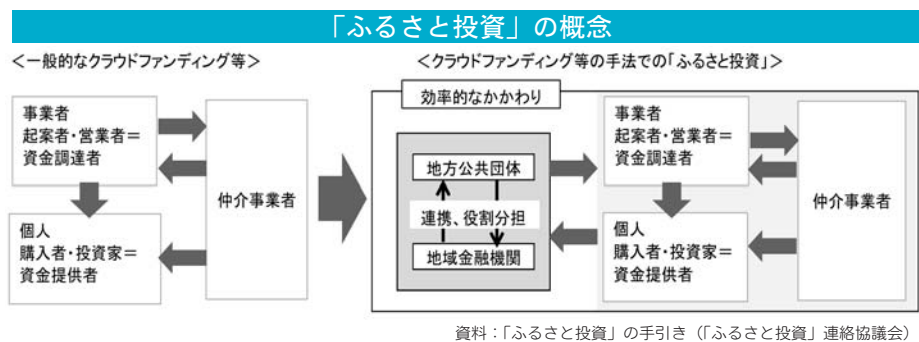 「ふるさと投資」の概念
＜一般的なクラウドファンディング等＞
事業者
起案者・営業者＝
資金調達者
仲介事業者
個人
購入者・投資家＝
資金提供者
＜クラウドファンディング等の手法での「ふるさと投資」＞
効率的なかかわり
地方公共団体
連携、役割分担
地域金融機関
事業者
起案者・営業者＝
資金調達者
仲介事業者
個人
購入者・投資家＝
資金提供者
資料：「ふるさと投資」の手引き（「ふるさと投資」連絡協議会）